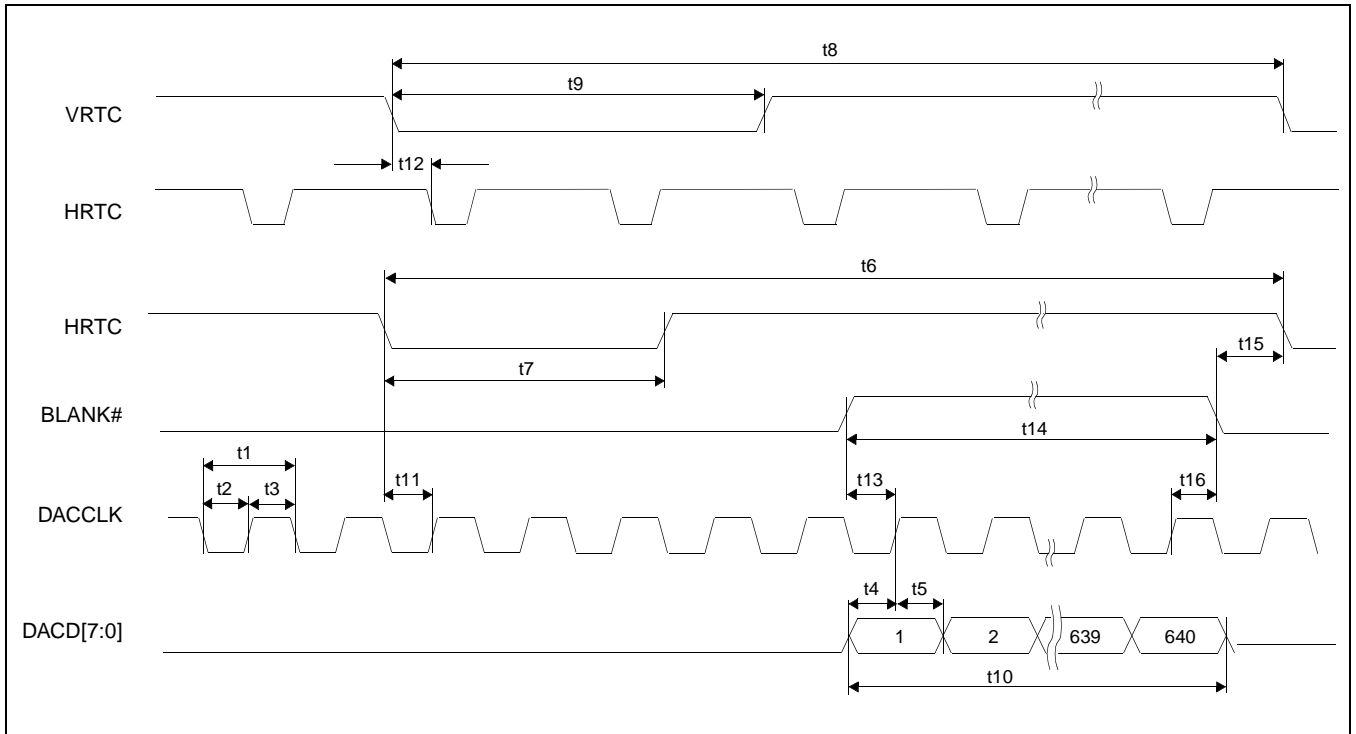 t8
t9
VRTC
t12
HRTC
t6
HRTC
t15
t7
BLANK#
t14
t1
t11
t13
t16
t2 t3
DACCLK
t4 t5
DACD[7:0]
1 2 639 640
t10